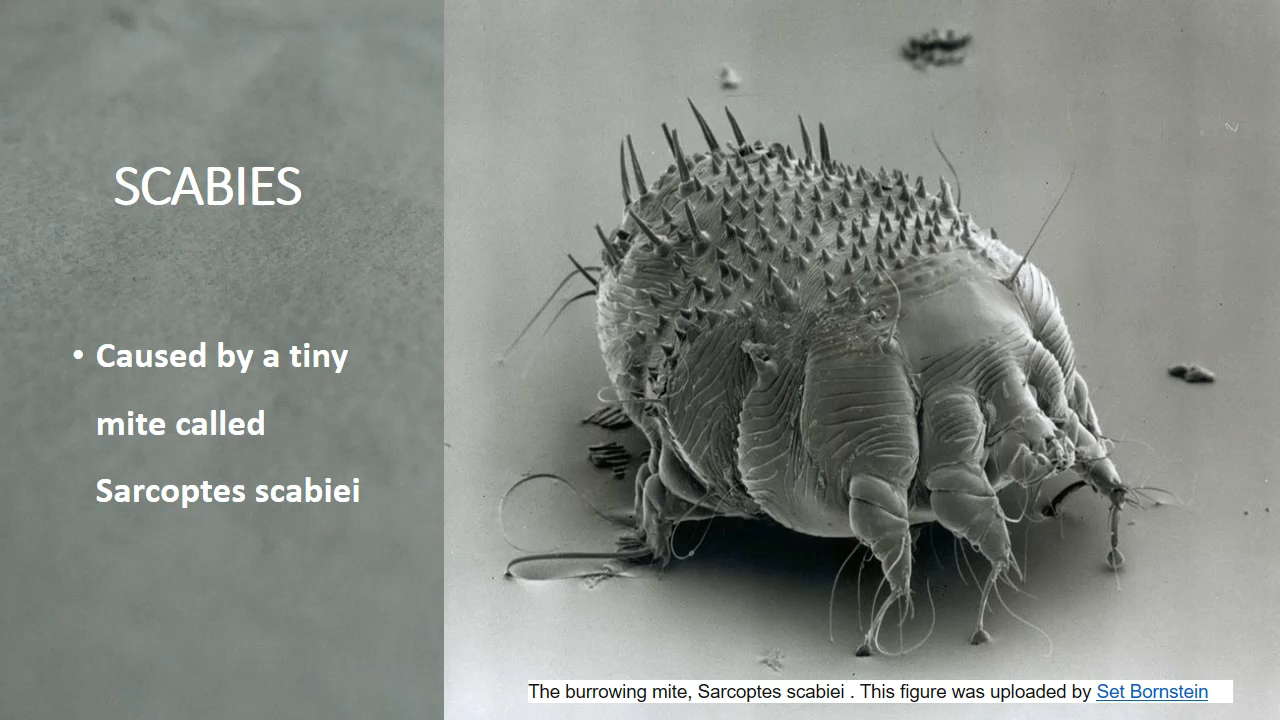 SCABIES
• Caused by a tiny
mite called
Sarcoptes scabiei
The burrowing mite, Sarcoptes scabiei . This figure was uploaded by Set Bornstein